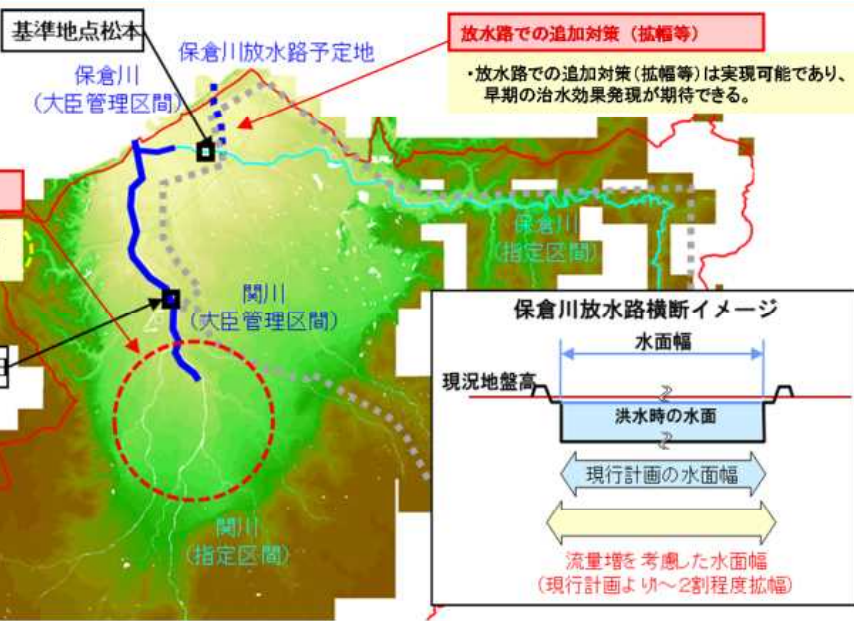 基準地点松本
保倉川放水路予定地
保倉川
(大臣管理区間)
放水路での追加対策(拡幅等)
・放水路での追加対策(拡幅等)は実現可能であり、
早期の治水効果発現が期待できる。
保倉川
(指定区間)
関川
(大臣管理区間)
関川
(指定区間)
保倉川放水路横断イメージ
水面幅
現況地盤高
洪水時の水面
現行計画の水面幅
流量増を考慮した水面幅
(現行計画より~2割程度拡幅)